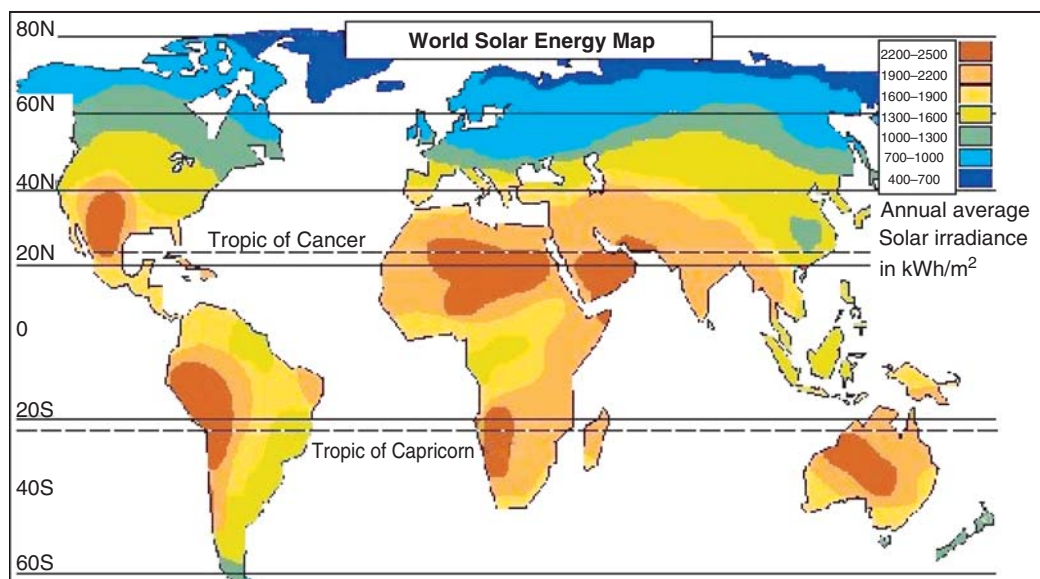 World Solar Energy Map
80N
60N
40N
Tropic of Cancer
20N
0
20S
Tropic of Capricorn
40S
60S
2200–2500
1900–2200
1600–1900
1300–1600
1000–1300
700–1000
400–700
Annual average
Solar irradiance
in kWh/m²